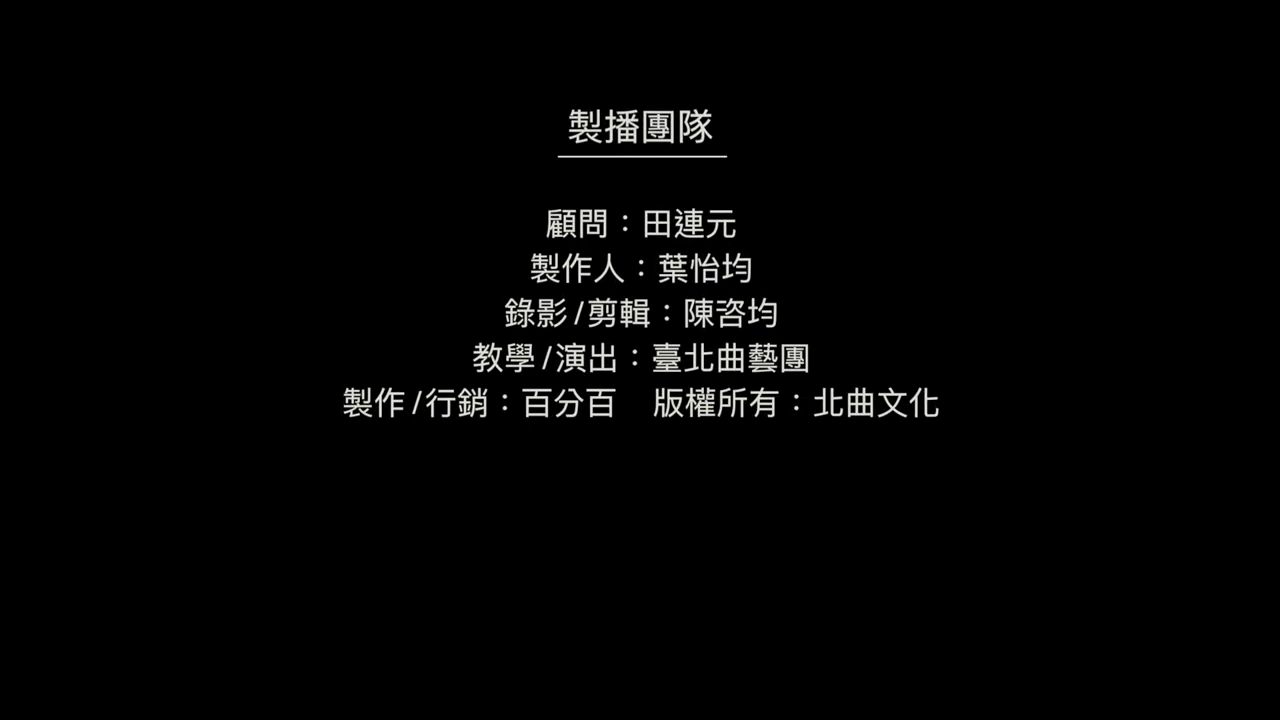 製播團隊
顧問：田連元
製作人：葉怡均
錄影/剪輯：陳咨均
教學/演出：臺北曲藝團
製作/行銷：百分百　版權所有：北曲文化